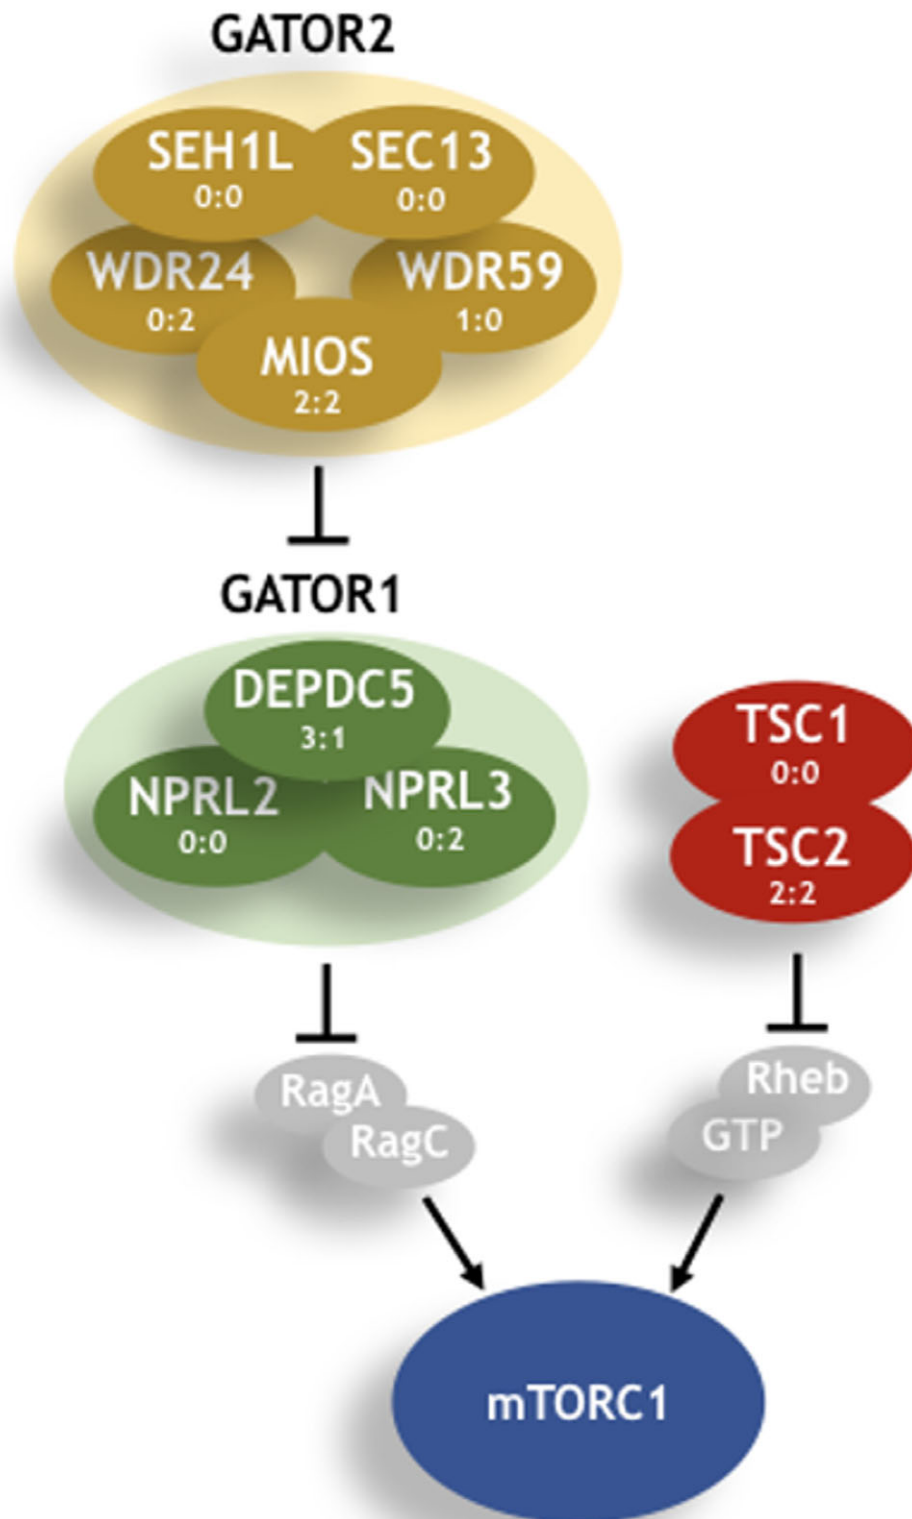 GATOR2
SEH1L
0:0
SEC13
0:0
WDR24
0:2
WDR59
1:0
MIOS
2:2
GATOR1
DEPDC5
3:1
NPRL2
0:0
NPRL3
0:2
TSC1
0:0
TSC2
2:2
RagA
RagC
Rheb
GTP
mTORC1